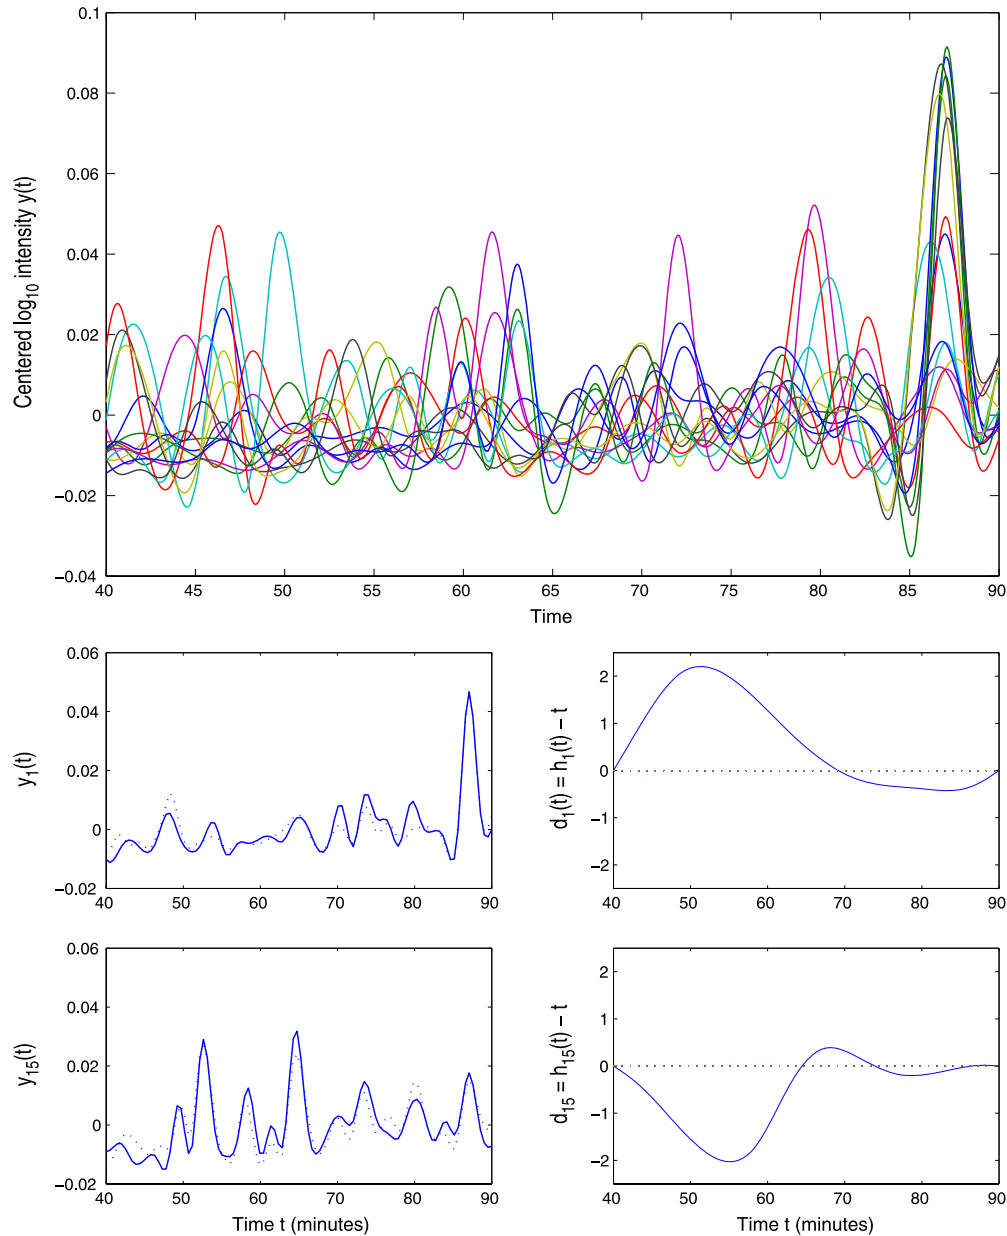 Centered log10 intensity y(t)
0.1
0.08
0.06
0.04
0.02
0
−0.02
−0.04
40 45 50 55 60 65 70 75 80 85 90
Time
y1(t)
0.06
0.04
0.02
0
−0.02
40 50 60 70 80 90
d1(t) = h1(t) − t
2
1
0
−1
−2
40 50 60 70 80 90
y15(t)
0.06
0.04
0.02
0
−0.02
40 50 60 70 80 90
Time t (minutes)
d15 = h15(t) − t
2
1
0
−1
−2
40 50 60 70 80 90
Time t (minutes)